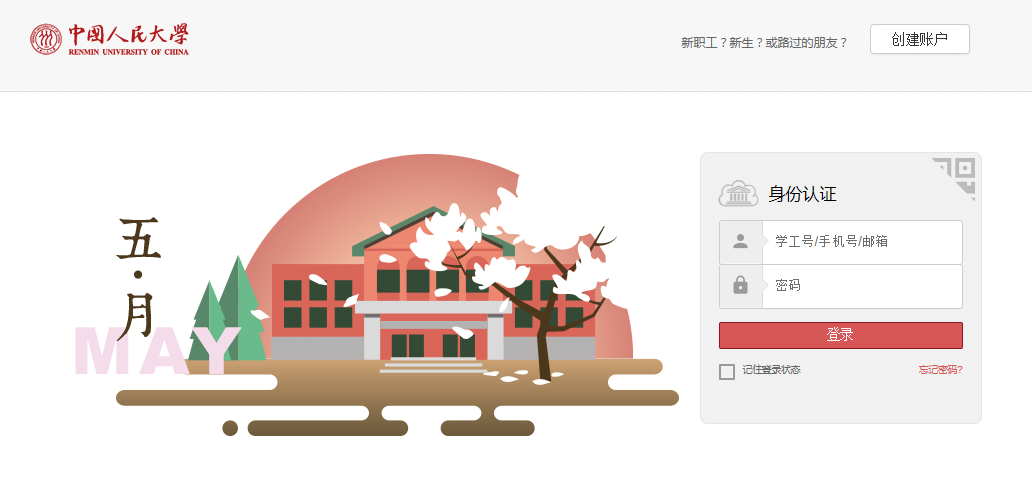 中國人民大學
RENMIN UNIVERSITY OF CHINA
新职工？新生？或路过的朋友？
创建账户
五·月
MAY
身份认证
学工号/手机号/邮箱
密码
登录
记住登录状态
忘记密码?